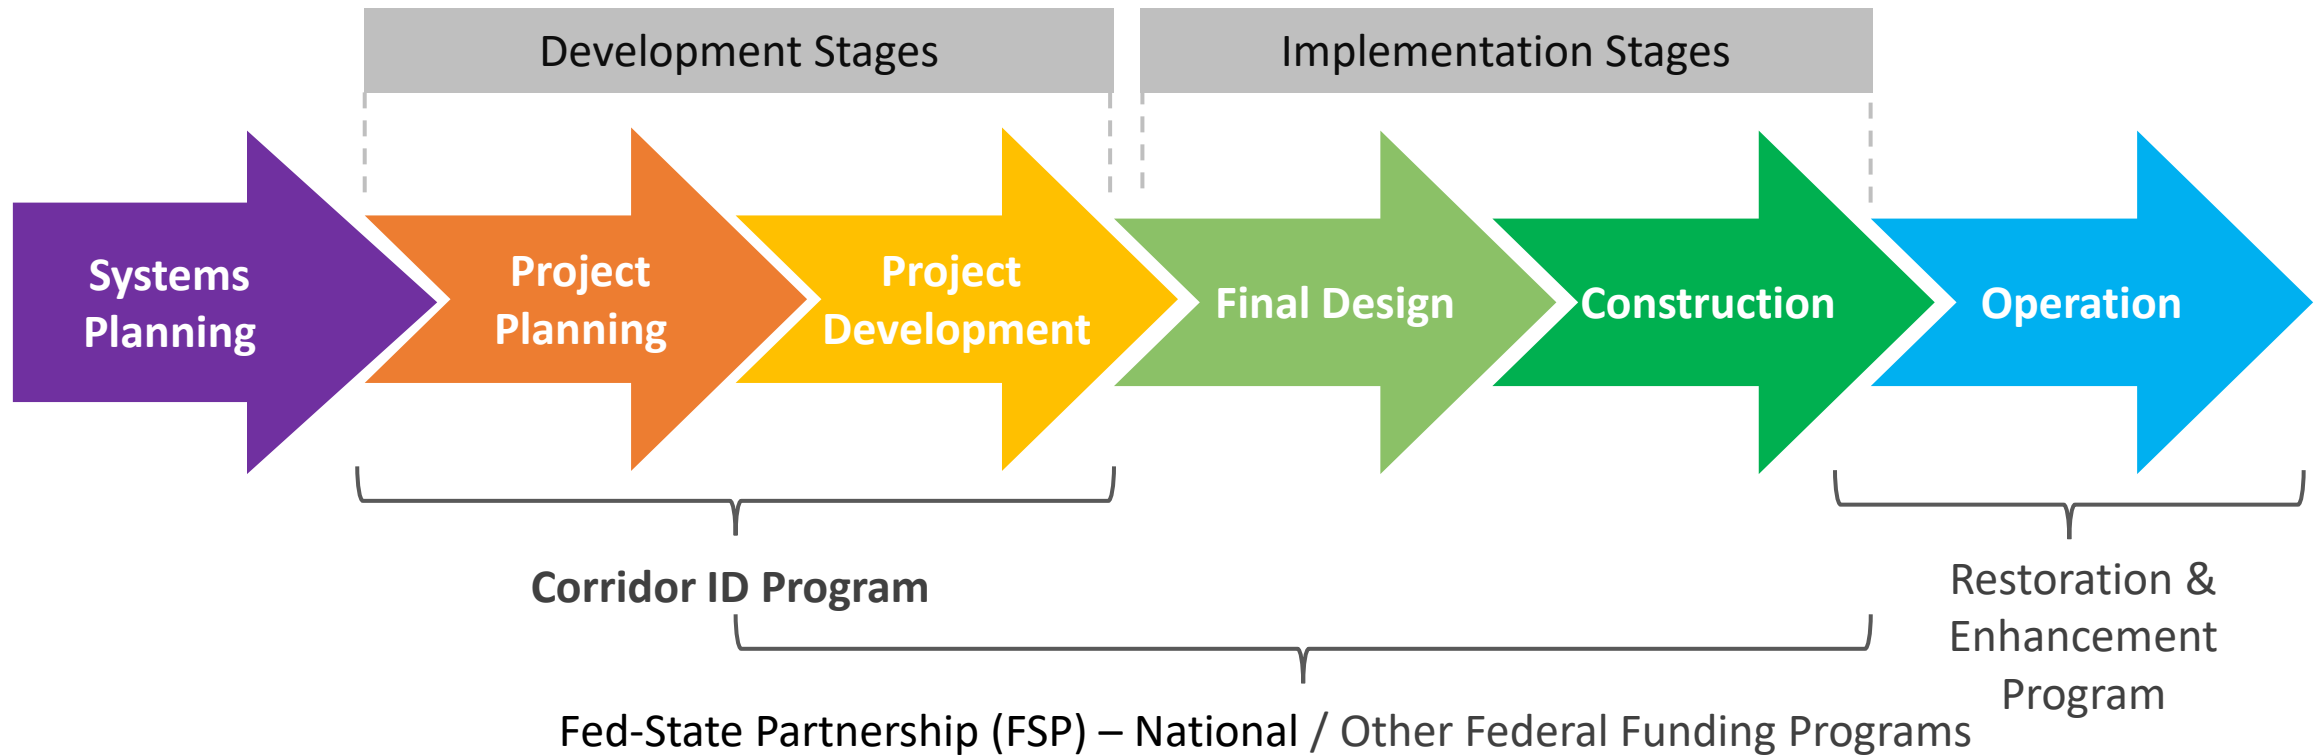 Development Stages
Implementation Stages
Systems
Planning
Project
Planning
Project
Development
Final Design
Construction
Operation
Corridor ID Program
Restoration &
Enhancement
Program
Fed-State Partnership (FSP) – National / Other Federal Funding Programs